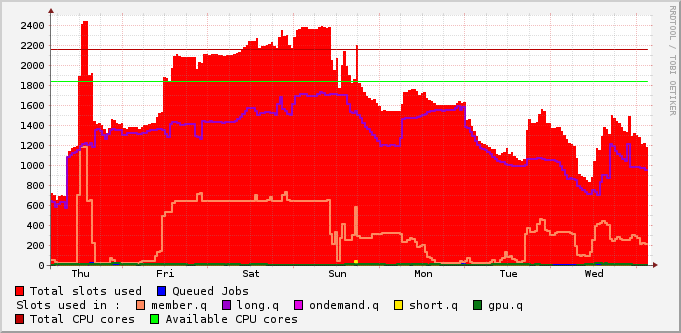 RRDTOOL / TOBI OETIKER
2400
2200
2000
1800
1600
1400
1200
1000
800
600
400
200
0
Thu Fri Sat Sun Mon Tue Wed
Total slots used Queued Jobs
Slots used in : member.q long.q ondemand.q short.q gpu.q
Total CPU cores Available CPU cores